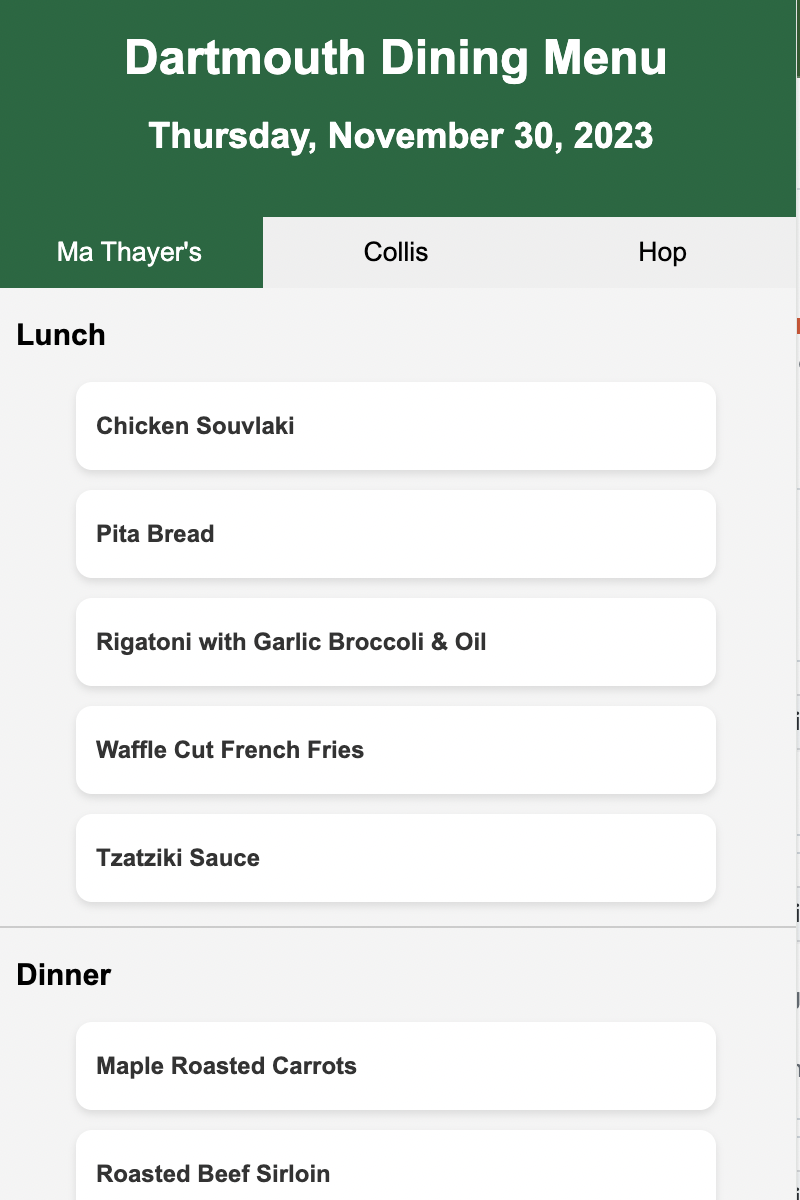 Dartmouth Dining Menu
Thursday, November 30, 2023
Ma Thayer's
Collis
Hop
Lunch
Chicken Souvlaki
Pita Bread
Rigatoni with Garlic Broccoli & Oil
Waffle Cut French Fries
Tzatziki Sauce
Dinner
Maple Roasted Carrots
Roasted Beef Sirloin